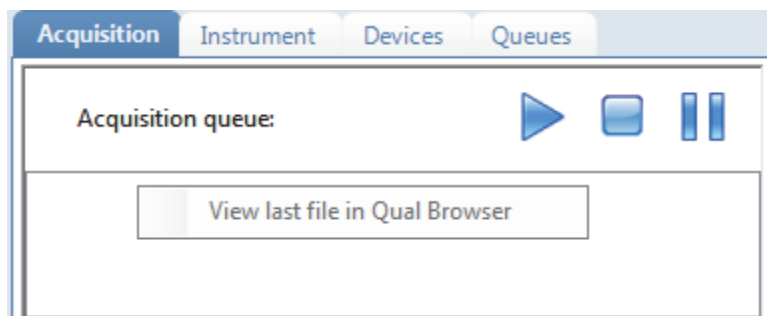 Acquisition Instrument Devices Queues
Acquisition queue:
View last file in Qual Browser